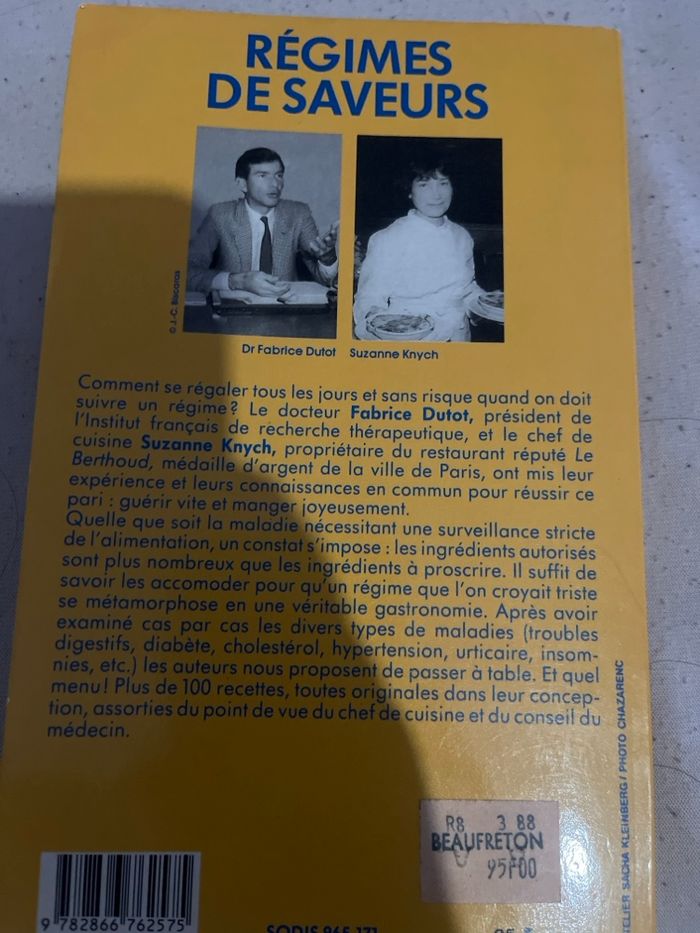 RÉGIMES
DE SAVEURS
© J.-C. Biscaras
Dr Fabrice Dutot Suzanne Knych
Comment se régaler tous les jours et sans risque quand on doit
suivre un régime ? Le docteur Fabrice Dutot, président de
l'Institut français de recherche thérapeutique, et le chef de
cuisine Suzanne Knych, propriétaire du restaurant réputé Le
Berthoud, médaille d'argent de la ville de Paris, ont mis leur
expérience et leurs connaissances en commun pour réussir ce
pari : guérir vite et manger joyeusement.
Quelle que soit la maladie nécessitant une surveillance stricte
de l'alimentation, un constat s'impose : les ingrédients autorisés
sont plus nombreux que les ingrédients à proscrire. Il suffit de
savoir les accomoder pour qu'un régime que l'on croyait triste
se métamorphose en une véritable gastronomie. Après avoir
examiné cas par cas les divers types de maladies (troubles
digestifs, diabète, cholestérol, hypertension, urticaire, insom-
nies, etc.) les auteurs nous proposent de passer à table. Et quel
menu ! Plus de 100 recettes, toutes originales dans leur concep-
tion, assorties du point de vue du chef de cuisine et du conseil du
médecin.
SACHA KLEINBERG / PHOTO CHAZARENC
R8 3 88
BEAUFRETON
95F00
9 782866 762575
SODIS 965 171